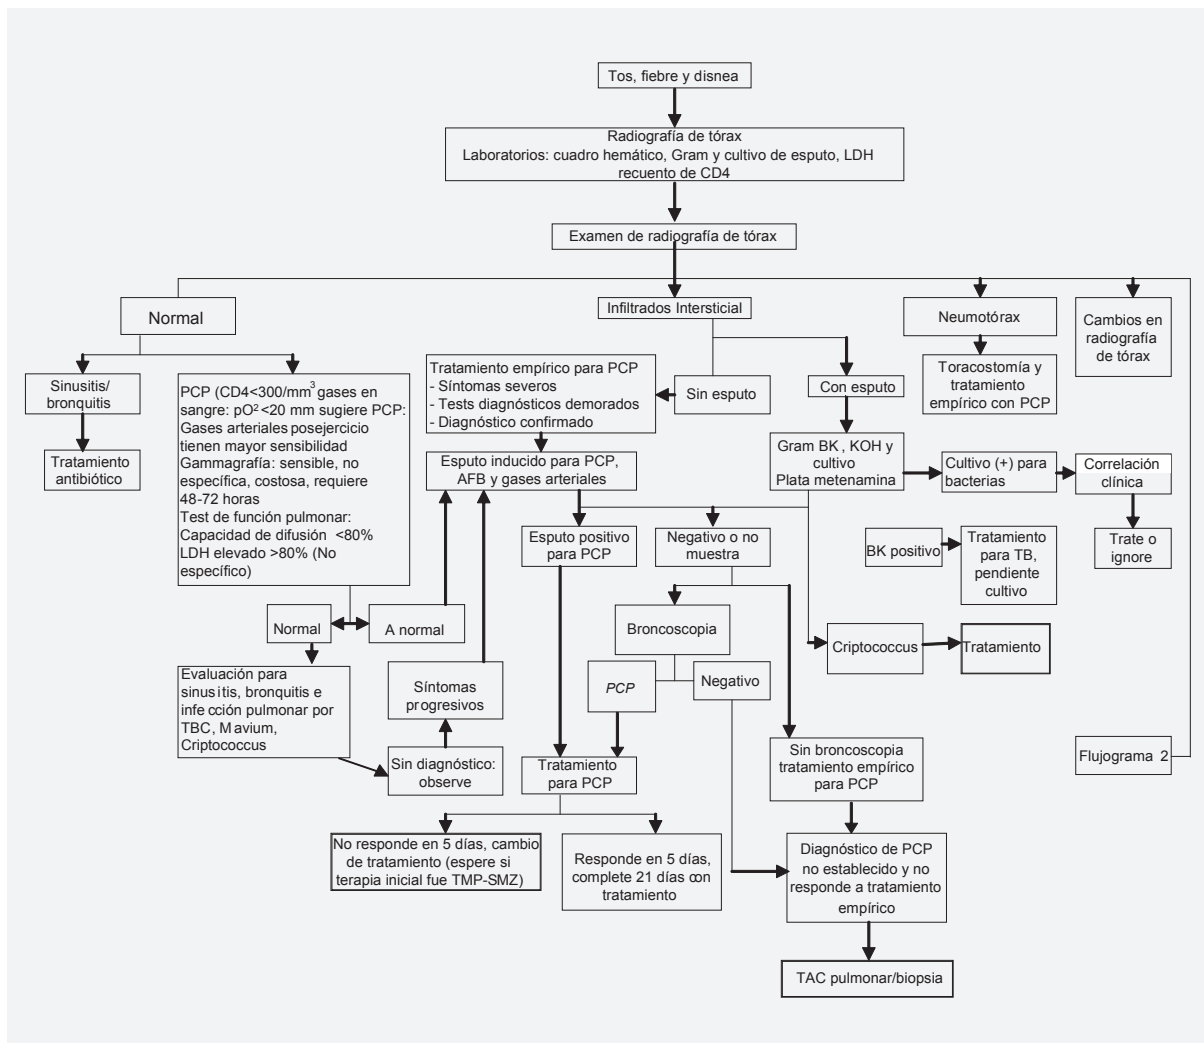 Tos, fiebre y disnea
Radiografía de tórax
Laboratorios: cuadro hemático, Gram y cultivo de esputo, LDH
recuento de CD4
Examen de radiografía de tórax
Normal
Infiltrados Intersticial
Neumotórax
Cambios en
radiografía
de tórax
Sinusitis/
bronquitis
Tratamiento
antibiótico
PCP (CD4<300/mm³ gases en
sangre: pO²<20 mm sugiere PCP:
Gases arteriales posejercicio
tienen mayor sensibilidad
Gammagrafía: sensible, no
específica, costosa, requiere
48-72 horas
Test de función pulmonar:
Capacidad de difusión <80%
LDH elevado >80% (No
específico)
Tratamiento empírico para PCP
- Síntomas severos
- Tests diagnósticos demorados
- Diagnóstico confirmado
Sin esputo
Con esputo
Toracostomía y
tratamiento
empírico con PCP
Esputo inducido para PCP,
AFB y gases arteriales
Gram BK, KOH y
cultivo
Plata metenamina
Cultivo (+) para
bacterias
Correlación
clínica
Trate o
ignore
Esputo positivo
para PCP
Negativo o no
muestra
BK positivo
Tratamiento
para TB,
pendiente
cultivo
Normal
A normal
Broncoscopia
Criptococcus
Tratamiento
Evaluación para
sinusitis, bronquitis e
infe cción pulmonar por
TBC, M avium,
Criptococcus
Síntomas
progresivos
PCP
Negativo
Sin diagnóstico:
observe
Tratamiento
para PCP
Sin broncoscopia
tratamiento empírico
para PCP
Flujograma 2
No responde en 5 días, cambio
de tratamiento (espere si
terapia inicial fue TMP-SMZ)
Responde en 5 días,
complete 21 días con
tratamiento
Diagnóstico de PCP
no establecido y no
responde a tratamiento
empírico
TAC pulmonar/biopsia